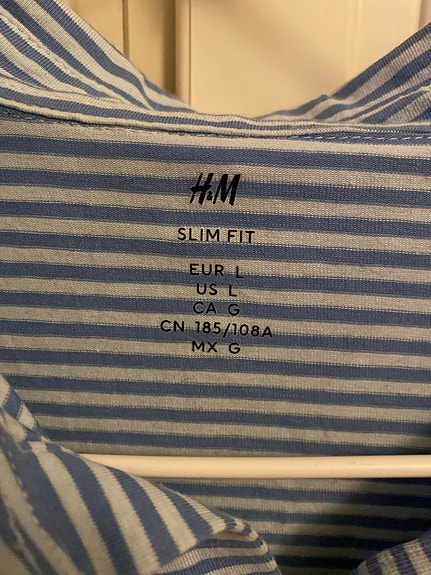 H&M
SLIM FIT
EUR L
US L
CA G
CN 185/108A
MX G